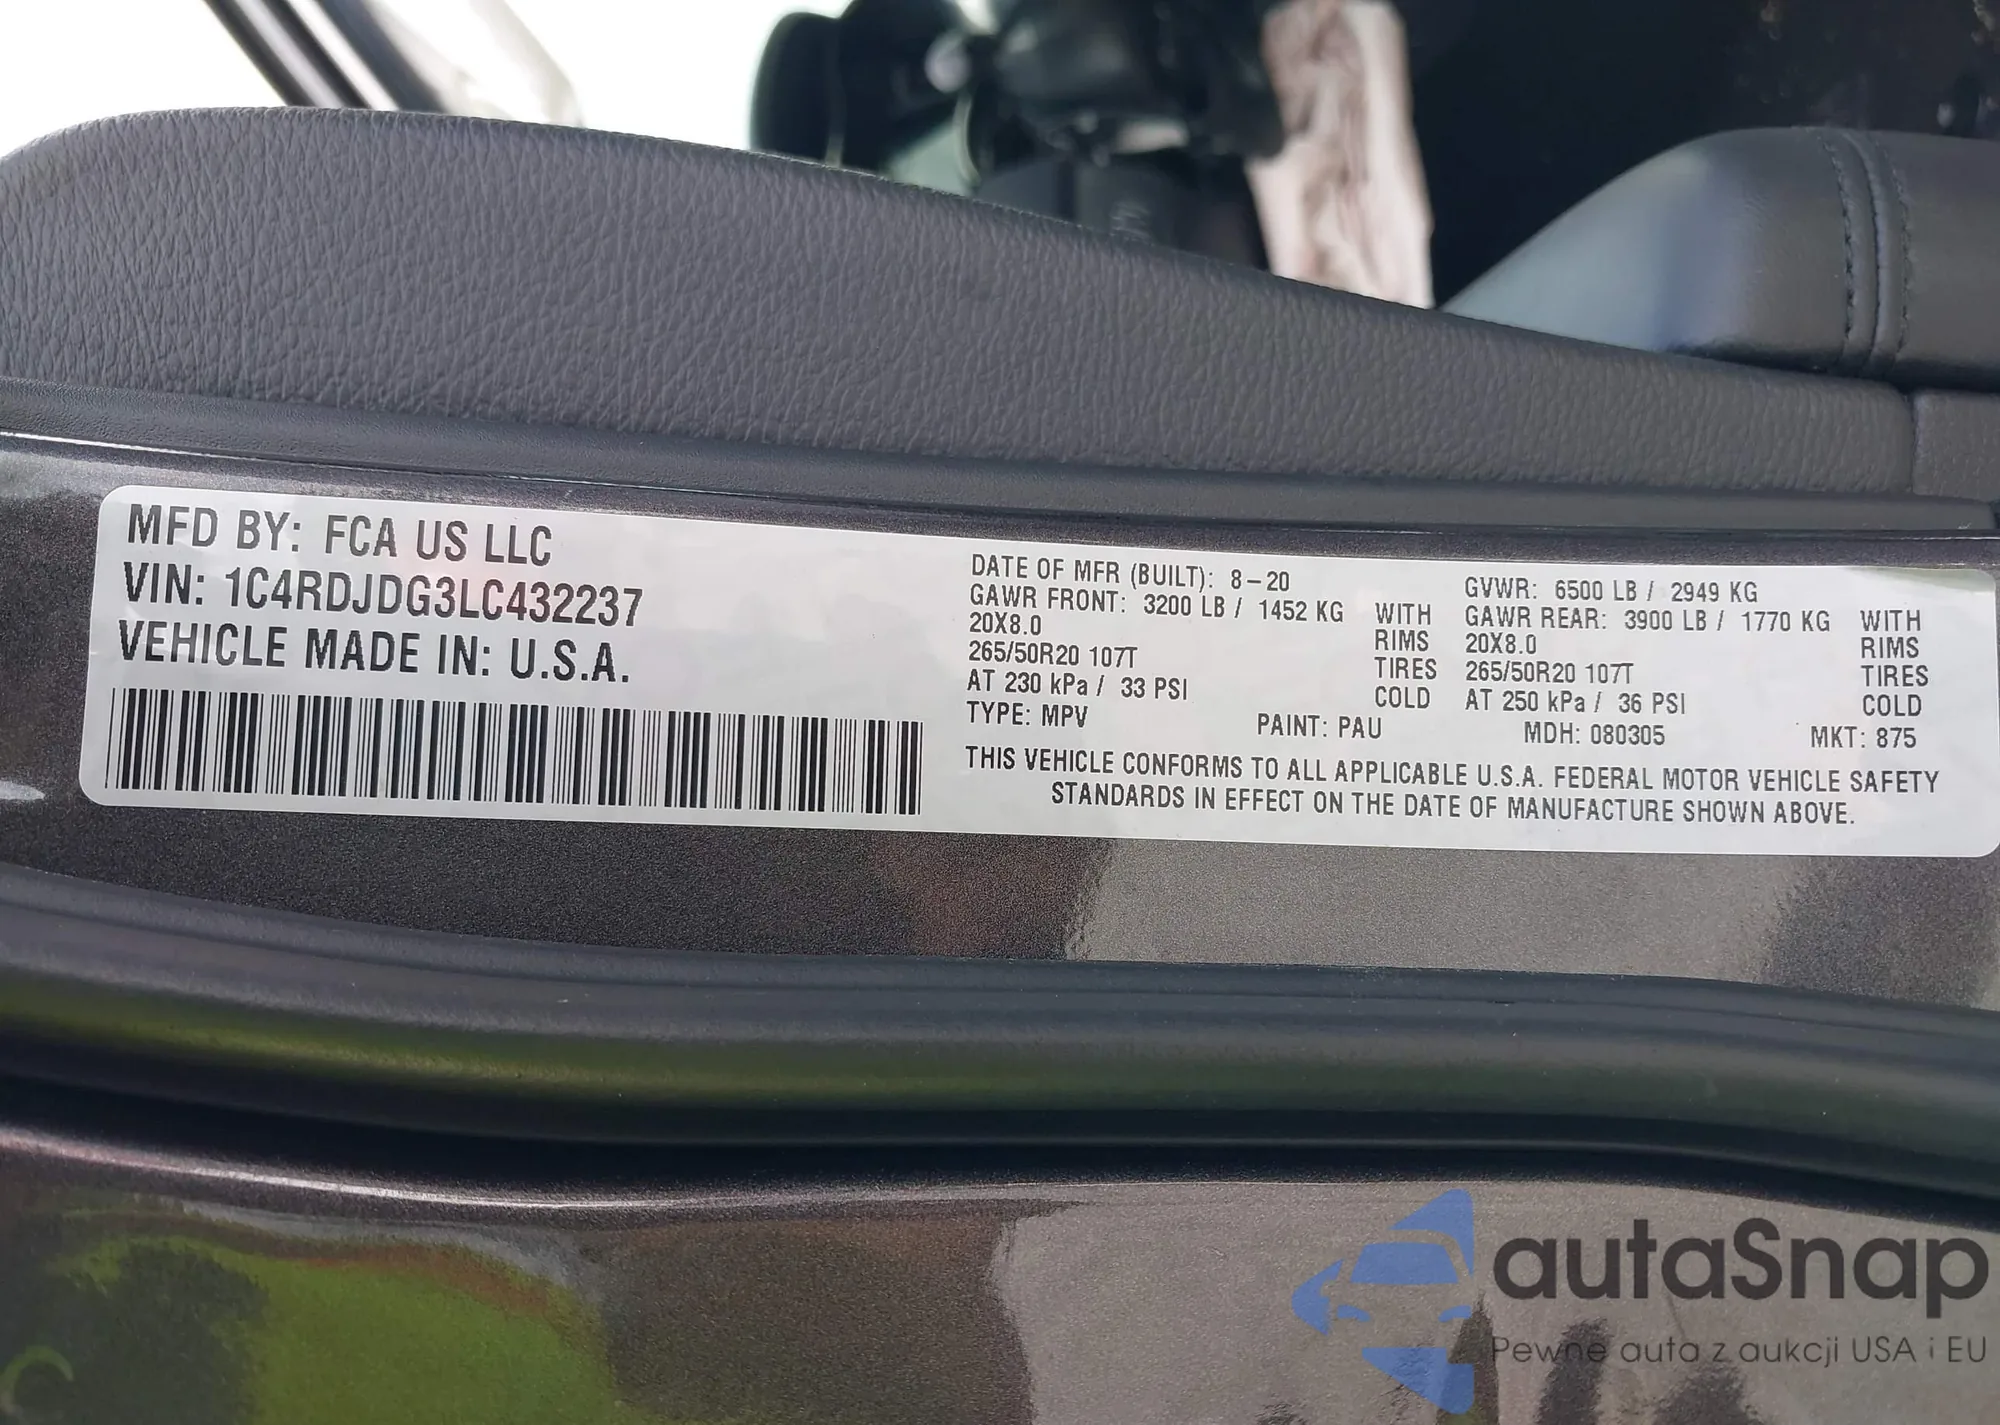 MFD BY: FCA US LLC
VIN: 1C4RDJDG3LC432237
VEHICLE MADE IN: U.S.A.
DATE OF MFR (BUILT): 8-20 GVWR: 6500 LB / 2949 KG
GAWR FRONT: 3200 LB / 1452 KG WITH GAWR REAR: 3900 LB / 1770 KG WITH
20X8.0 RIMS 20X8.0 RIMS
265/50R20 107T TIRES 265/50R20 107T TIRES
AT 230 kPa / 33 PSI COLD AT 250 kPa / 36 PSI COLD
TYPE: MPV PAINT: PAU MDH: 080305 MKT: 875
THIS VEHICLE CONFORMS TO ALL APPLICABLE U.S.A. FEDERAL MOTOR VEHICLE SAFETY
STANDARDS IN EFFECT ON THE DATE OF MANUFACTURE SHOWN ABOVE.
autaSnap
Pewne auta z aukcji USA i EU